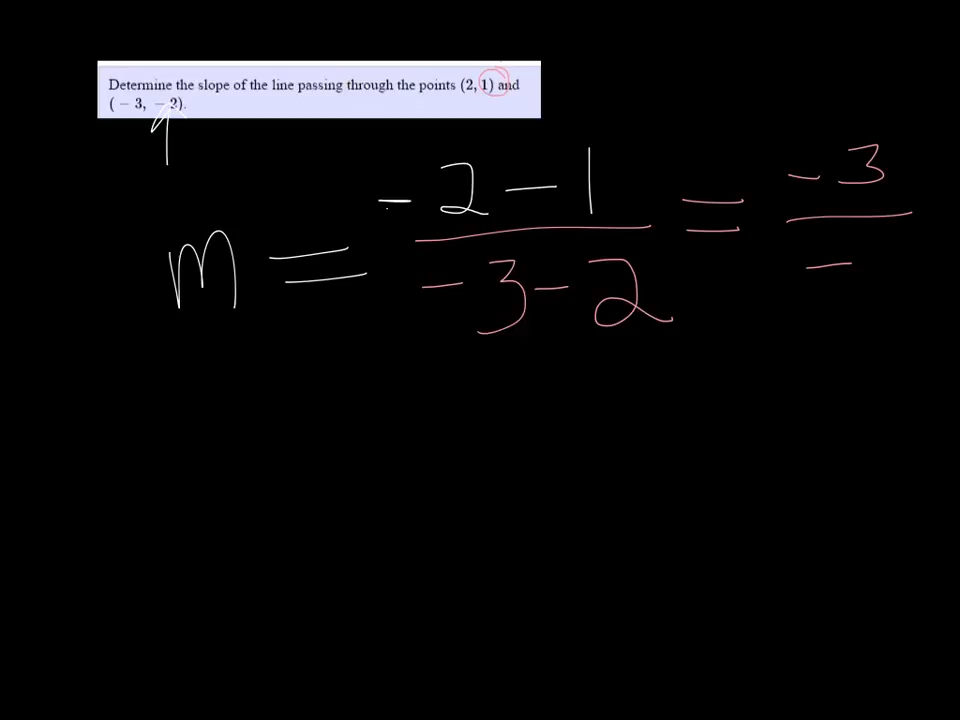 Determine the slope of the line passing through the points (2, 1) and
(− 3, − 2).
m = -2-1/-3-2 = -3/-